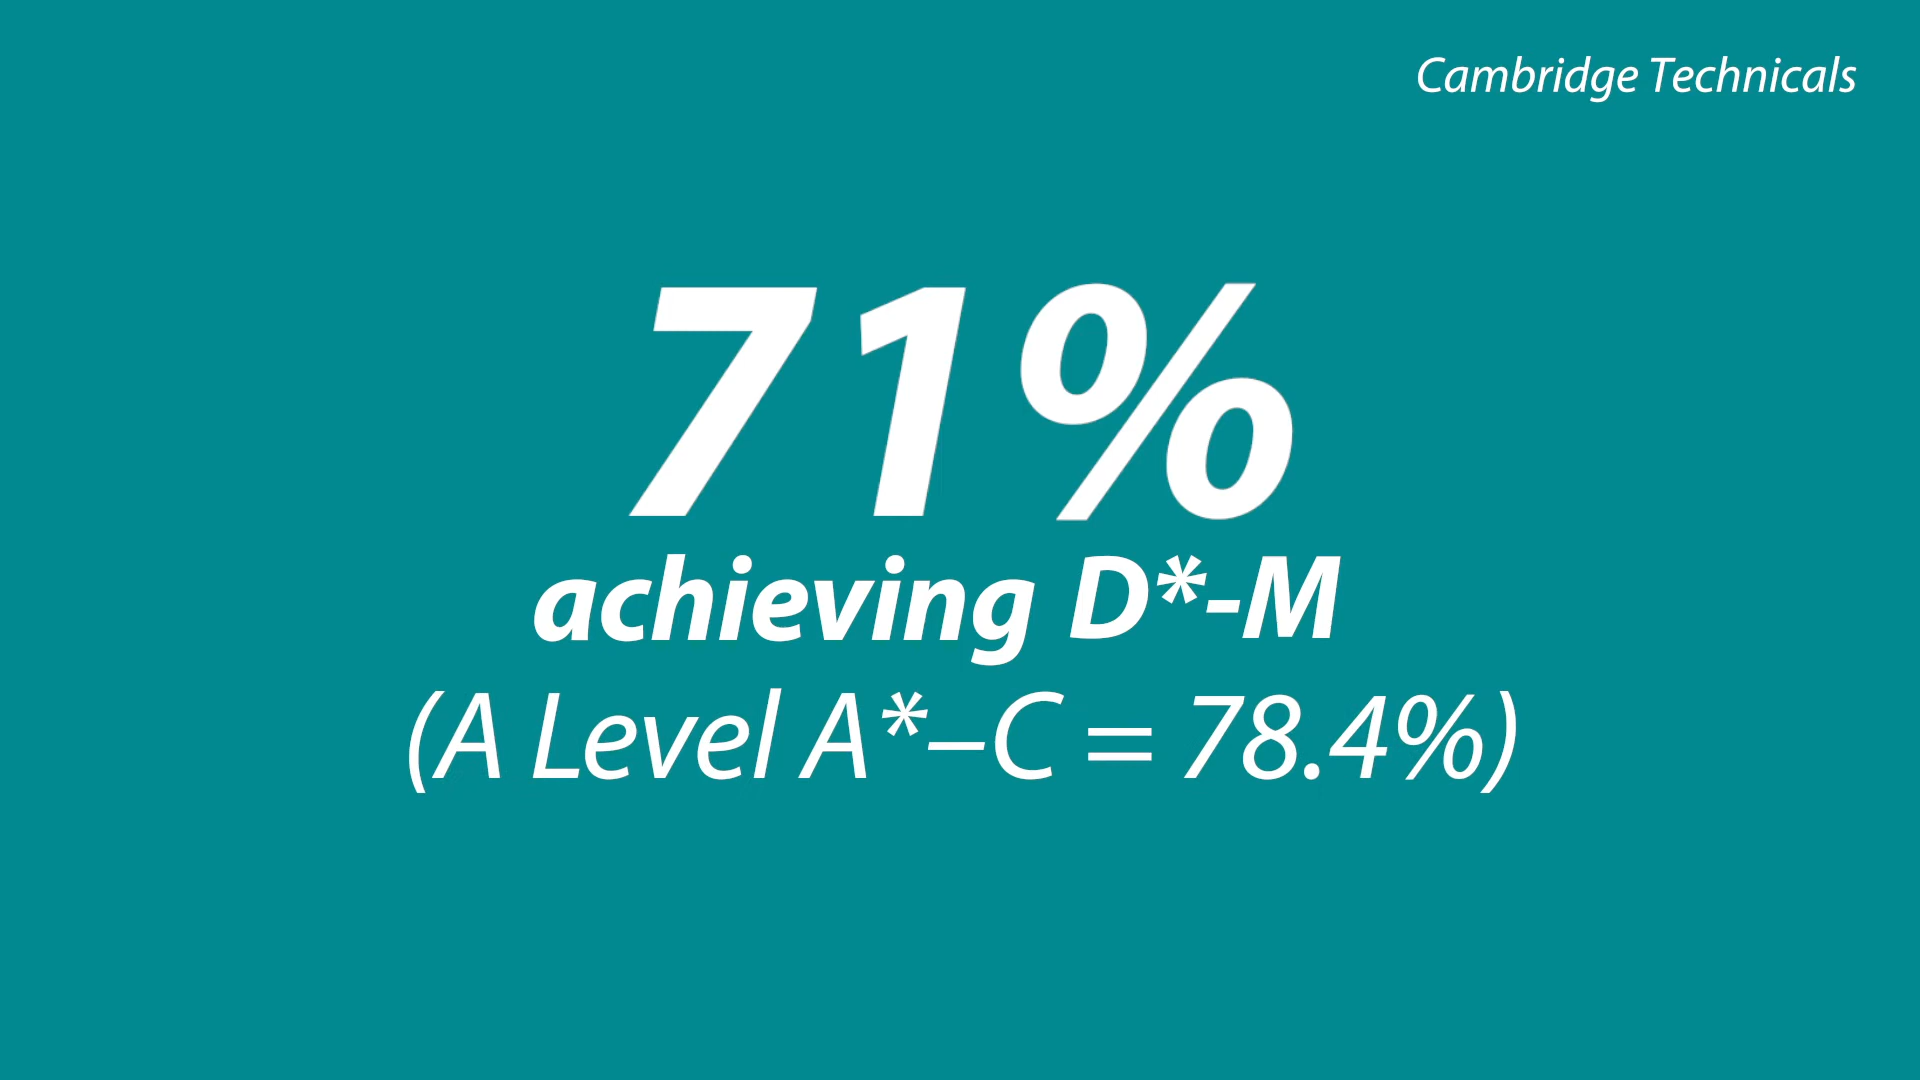 Cambridge Technicals
71%
achieving D*-M
(A Level A*–C = 78.4%)